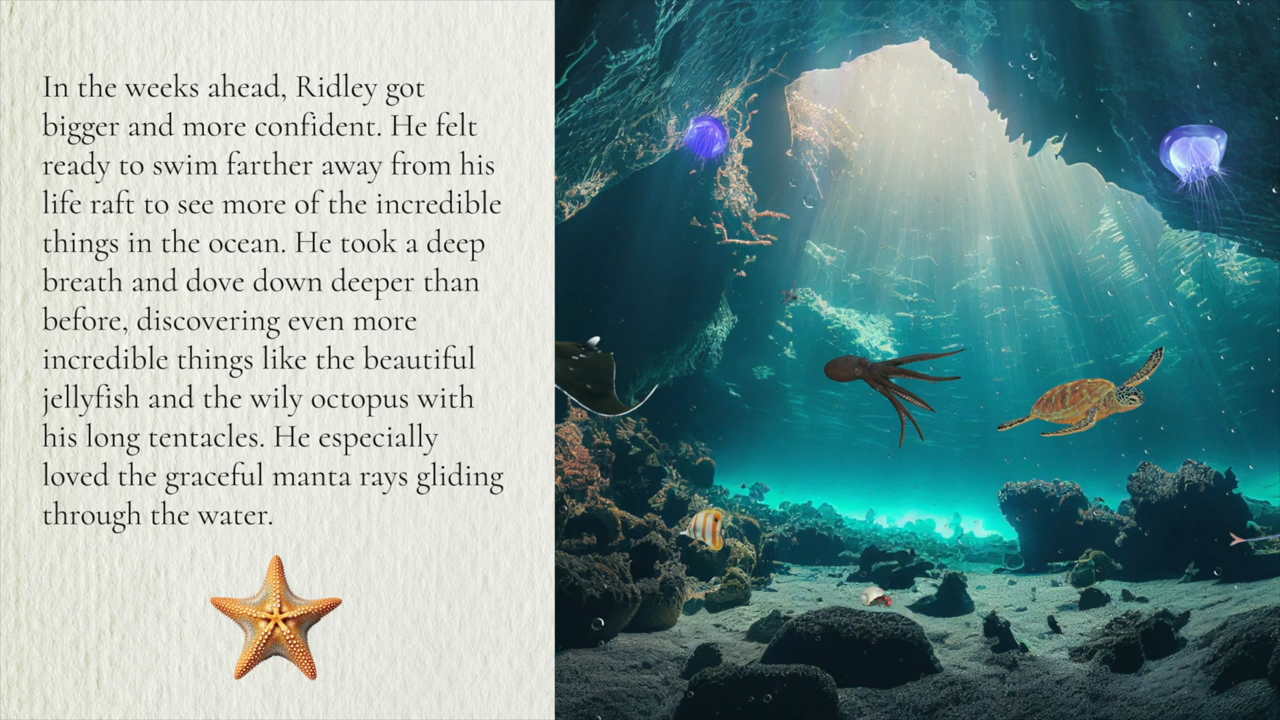 In the weeks ahead, Ridley got
bigger and more confident. He felt
ready to swim farther away from his
life raft to see more of the incredible
things in the ocean. He took a deep
breath and dove down deeper than
before, discovering even more
incredible things like the beautiful
jellyfish and the wily octopus with
his long tentacles. He especially
loved the graceful manta rays gliding
through the water.